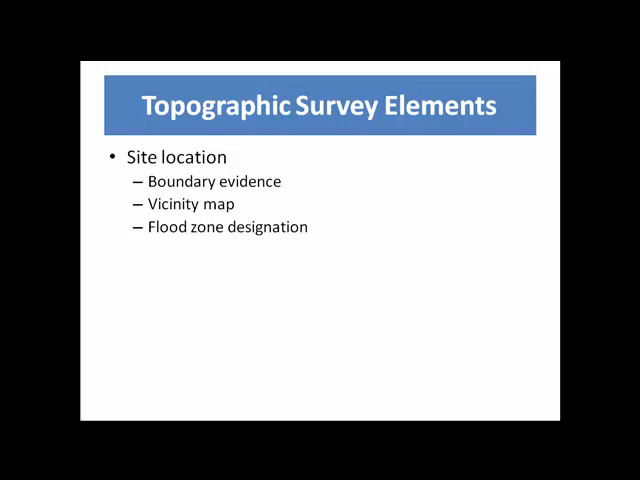 Topographic Survey Elements
• Site location
– Boundary evidence
– Vicinity map
– Flood zone designation